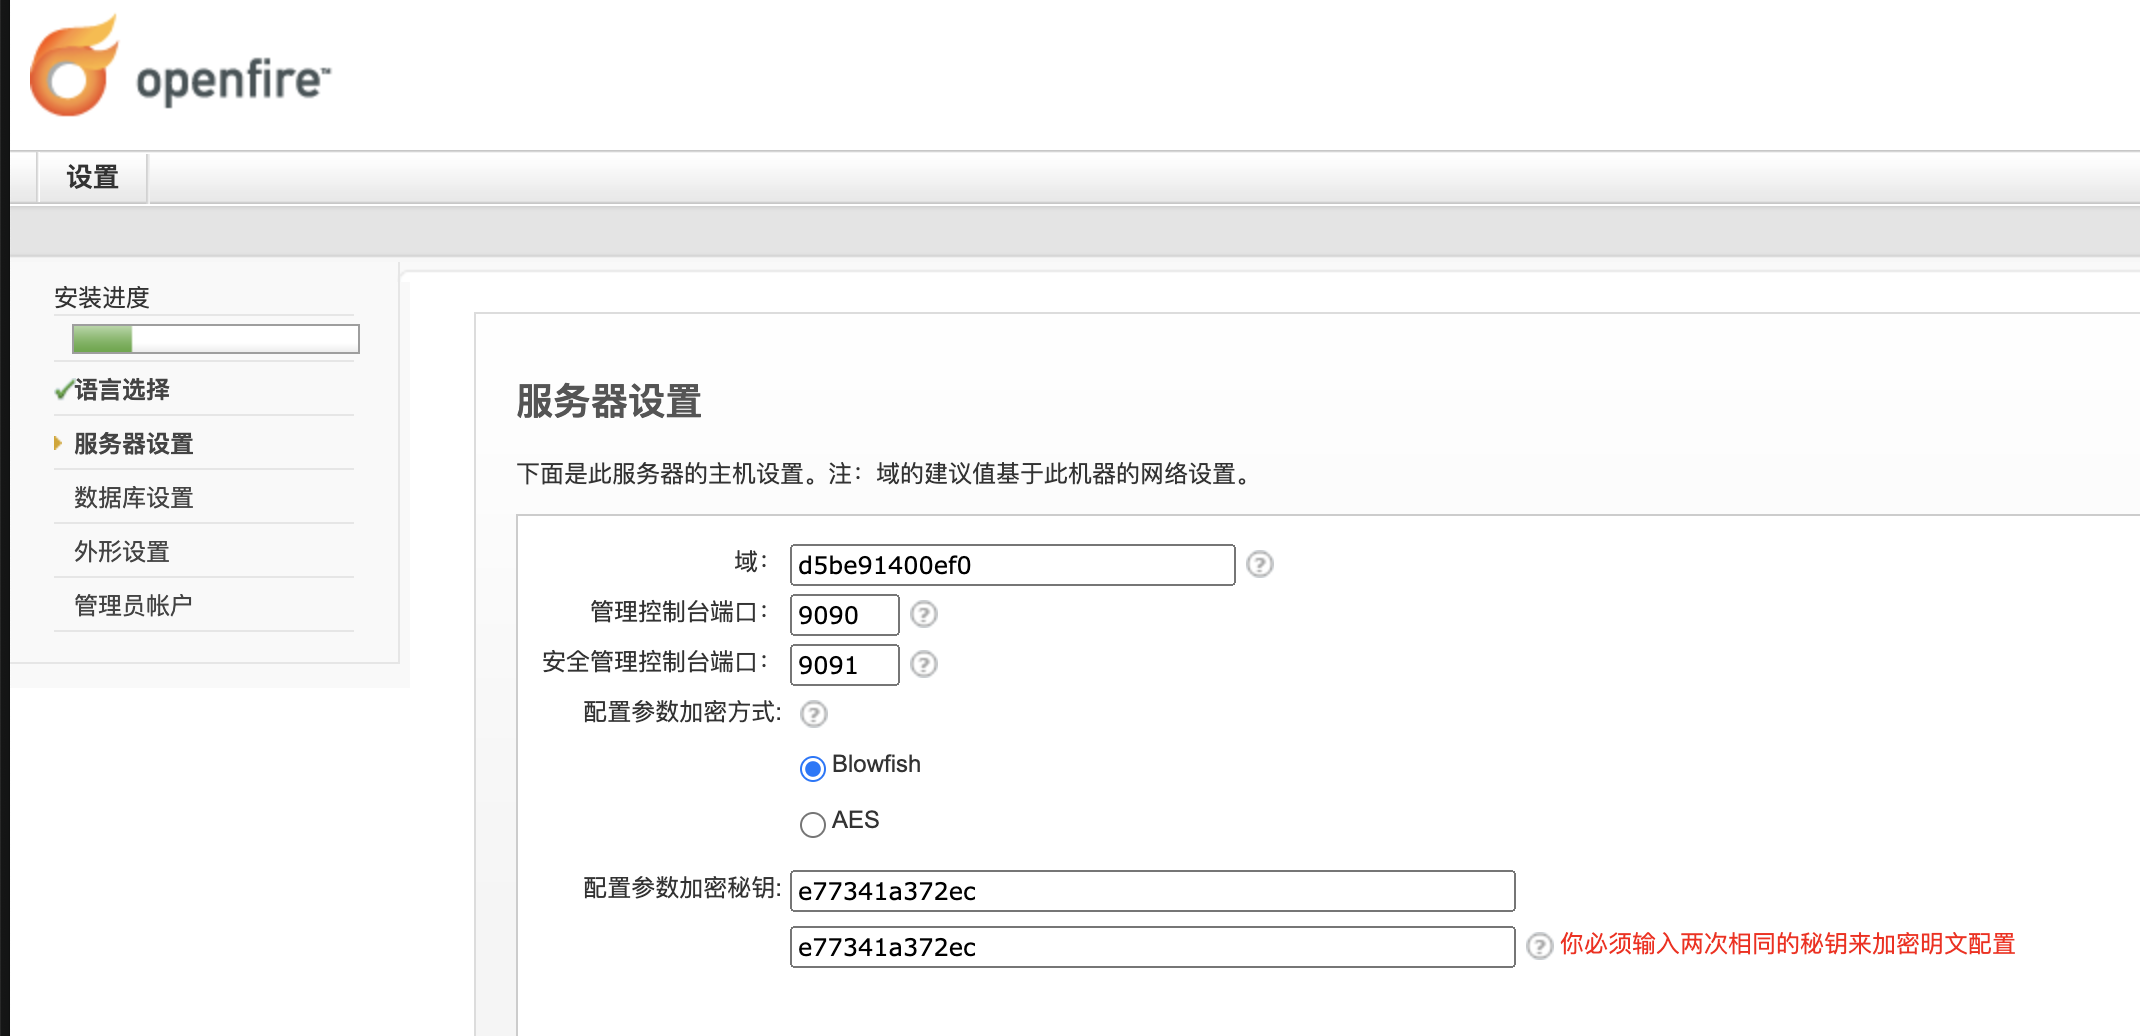 openfire™
设置
安装进度
语言选择
服务器设置
数据库设置
外形设置
管理员帐户
服务器设置
下面是此服务器的主机设置。注：域的建议值基于此机器的网络设置。
域： d5be91400ef0
管理控制台端口： 9090
安全管理控制台端口： 9091
配置参数加密方式:
Blowfish
AES
配置参数加密秘钥: e77341a372ec
e77341a372ec 你必须输入两次相同的秘钥来加密明文配置